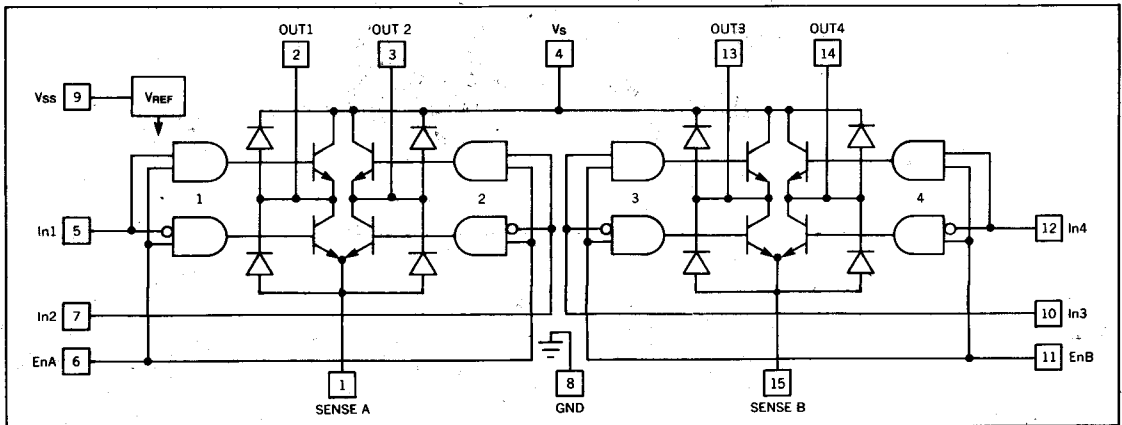 OUT1 OUT 2 Vs OUT3 OUT4
2 3 4 13 14
Vss 9 VREF
1 2 3 4
In1 5 12 In4
In2 7 10 In3
EnA 6 11 EnB
1 8 15
SENSE A GND SENSE B